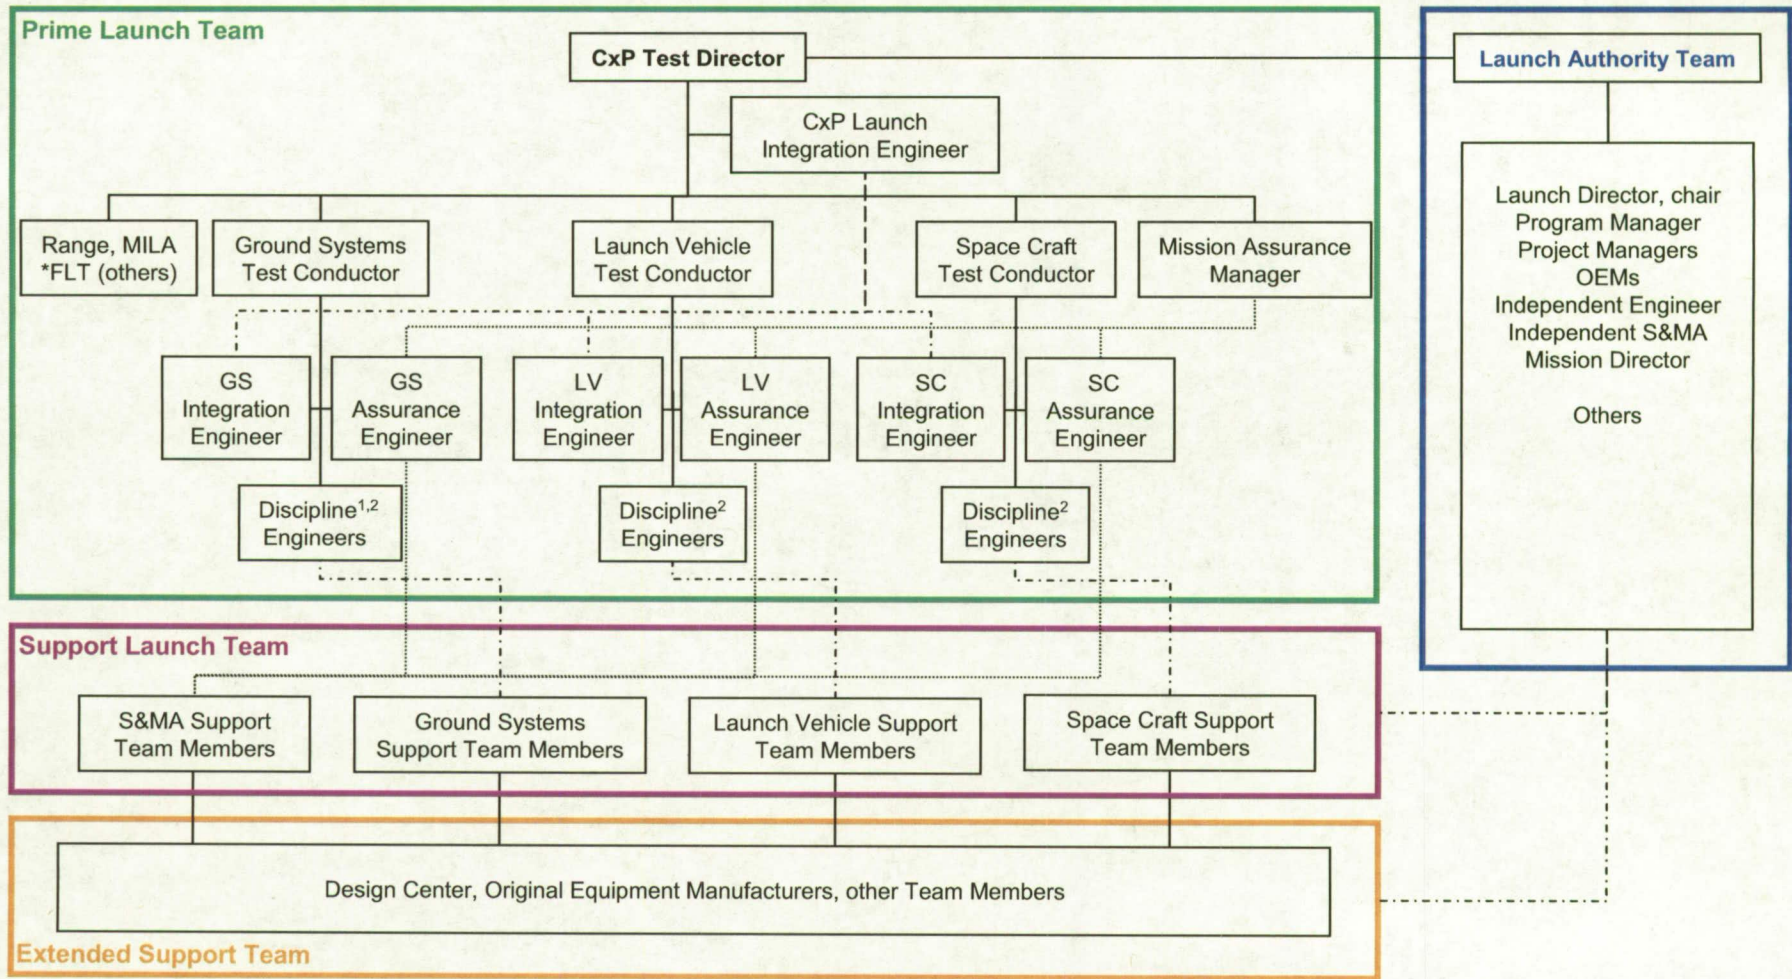 Prime Launch Team
CxP Test Director
Launch Authority Team
CxP Launch
Integration Engineer
Range, MILA
*FLT (others)
Ground Systems
Test Conductor
Launch Vehicle
Test Conductor
Space Craft
Test Conductor
Mission Assurance
Manager
Launch Director, chair
Program Manager
Project Managers
OEMs
Independent Engineer
Independent S&MA
Mission Director
Others
GS
Integration
Engineer
GS
Assurance
Engineer
LV
Integration
Engineer
LV
Assurance
Engineer
SC
Integration
Engineer
SC
Assurance
Engineer
Discipline1,2
Engineers
Discipline2
Engineers
Discipline2
Engineers
Support Launch Team
S&MA Support
Team Members
Ground Systems
Support Team Members
Launch Vehicle Support
Team Members
Space Craft Support
Team Members
Design Center, Original Equipment Manufacturers, other Team Members
Extended Support Team